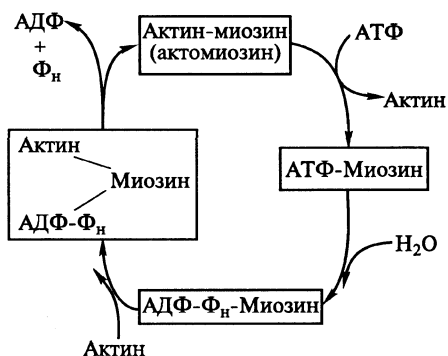 АДФ
+
Фн
Актин-миозин
(актомиозин)
АТФ
Актин
АТФ-Миозин
H₂O
АДФ-Фн-Миозин
Актин
Актин
Миозин
АДФ-Фн